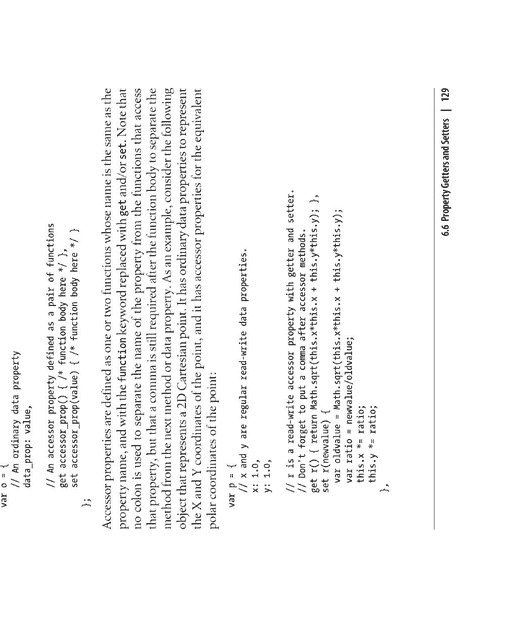 var o = {
// An ordinary data property
data_prop: value,
// An accessor property defined as a pair of functions
get accessor_prop() { /* function body here */ },
set accessor_prop(value) { /* function body here */ }
};
Accessor properties are defined as one or two functions whose name is the same as the
property name, and with the function keyword replaced with get and/or set. Note that
no colon is used to separate the name of the property from the functions that access
that property, but that a comma is still required after the function body to separate the
method from the next method or data property. As an example, consider the following
object that represents a 2D Cartesian point. It has ordinary data properties to represent
the X and Y coordinates of the point, and it has accessor properties for the equivalent
polar coordinates of the point:
var p = {
// x and y are regular read-write data properties.
x: 1.0,
y: 1.0,
// r is a read-write accessor property with getter and setter.
// Don't forget to put a comma after accessor methods.
get r() { return Math.sqrt(this.x*this.x + this.y*this.y); },
set r(newvalue) {
var oldvalue = Math.sqrt(this.x*this.x + this.y*this.y);
var ratio = newvalue/oldvalue;
this.x *= ratio;
this.y *= ratio;
},
6.6 Property Getters and Setters | 129